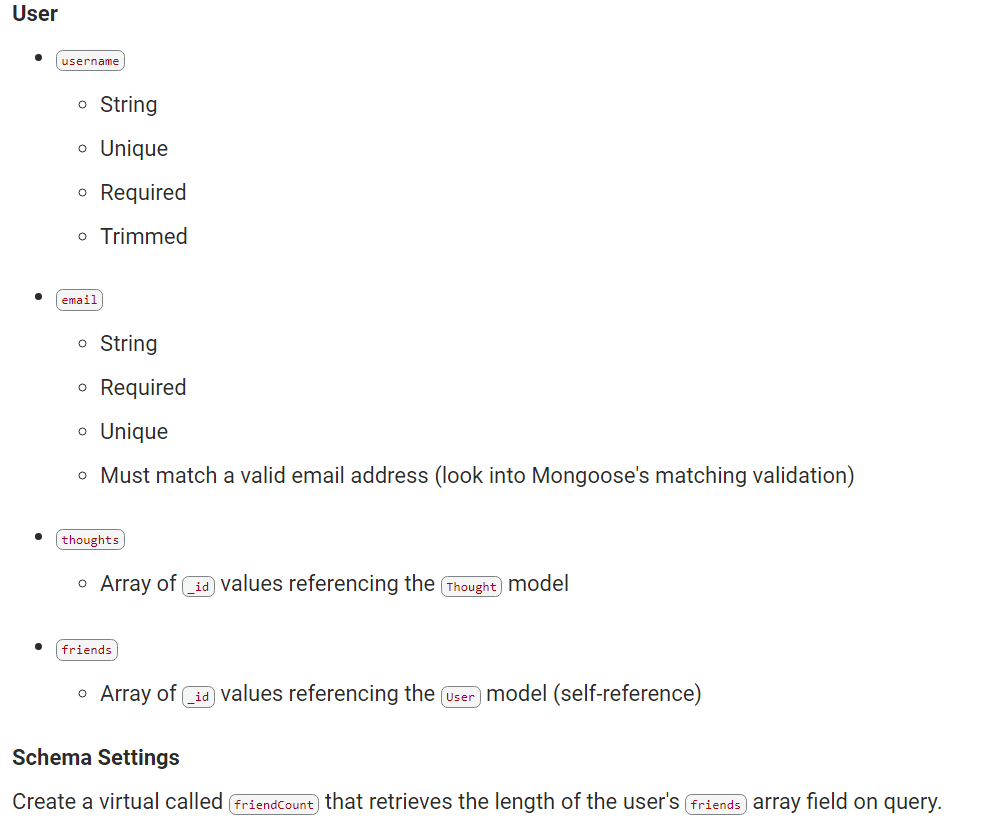 User
username
String
Unique
Required
Trimmed
email
String
Required
Unique
Must match a valid email address (look into Mongoose's matching validation)
thoughts
Array of _id values referencing the Thought model
friends
Array of _id values referencing the User model (self-reference)
Schema Settings
Create a virtual called friendCount that retrieves the length of the user's friends array field on query.